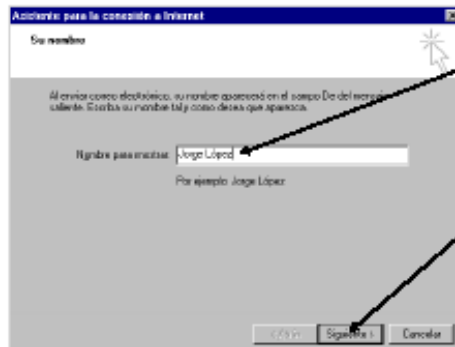 Asistente para la conexión a Internet
Su nombre
Al enviar correo electrónico, su nombre aparecerá en el campo De del mensaje
saliente. Escriba su nombre tal y como desea que aparezca.
Nombre para mostrar: Jorge López
Por ejemplo: Jorge López
< Atrás Siguiente > Cancelar